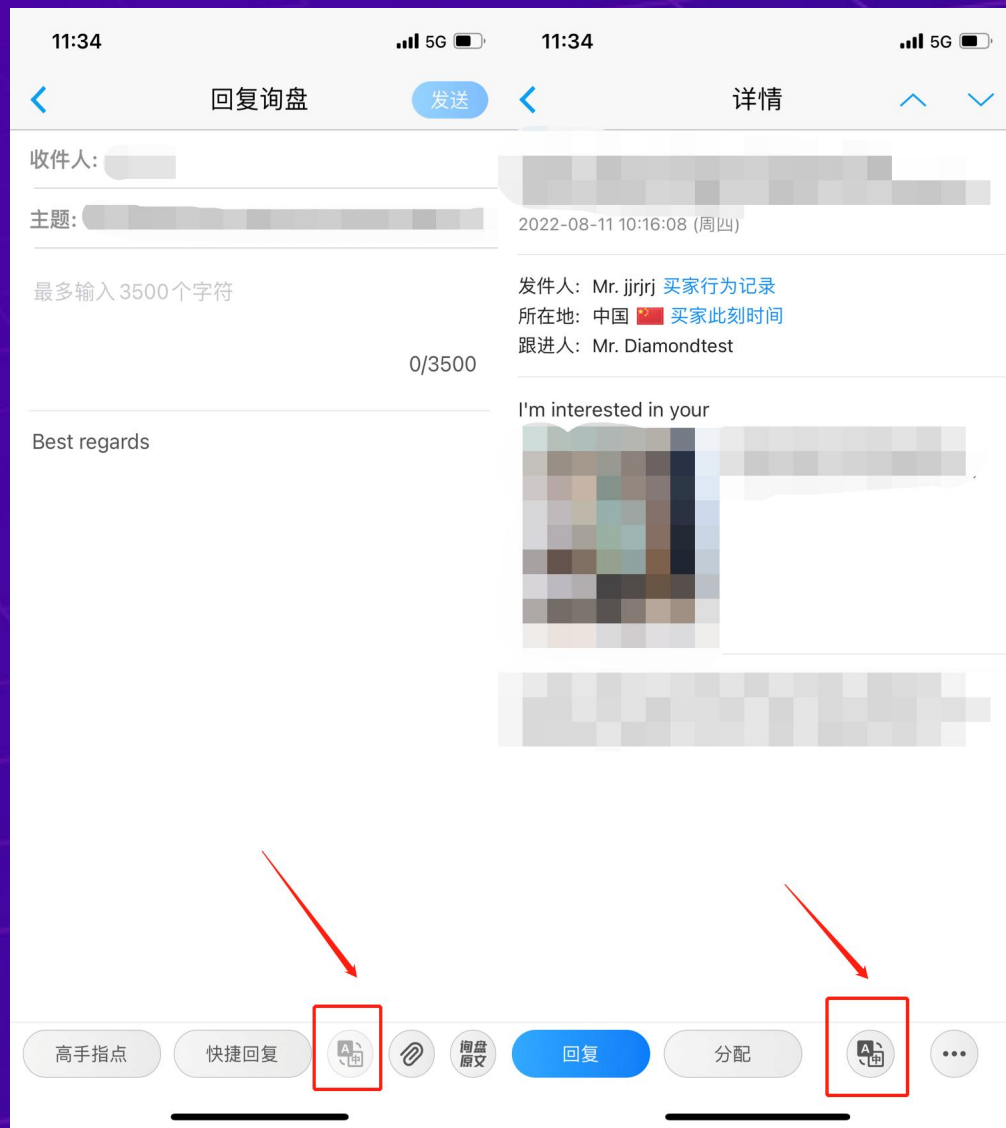 11:34
5G
回复询盘
发送
收件人:
主题:
最多输入3500个字符
0/3500
Best regards
高手指点
快捷回复
A中
询盘
原文
11:34
5G
详情
2022-08-11 10:16:08 (周四)
发件人: Mr. jjrjrj 买家行为记录
所在地: 中国 买家此刻时间
跟进人: Mr. Diamondtest
I'm interested in your
回复
分配
A中